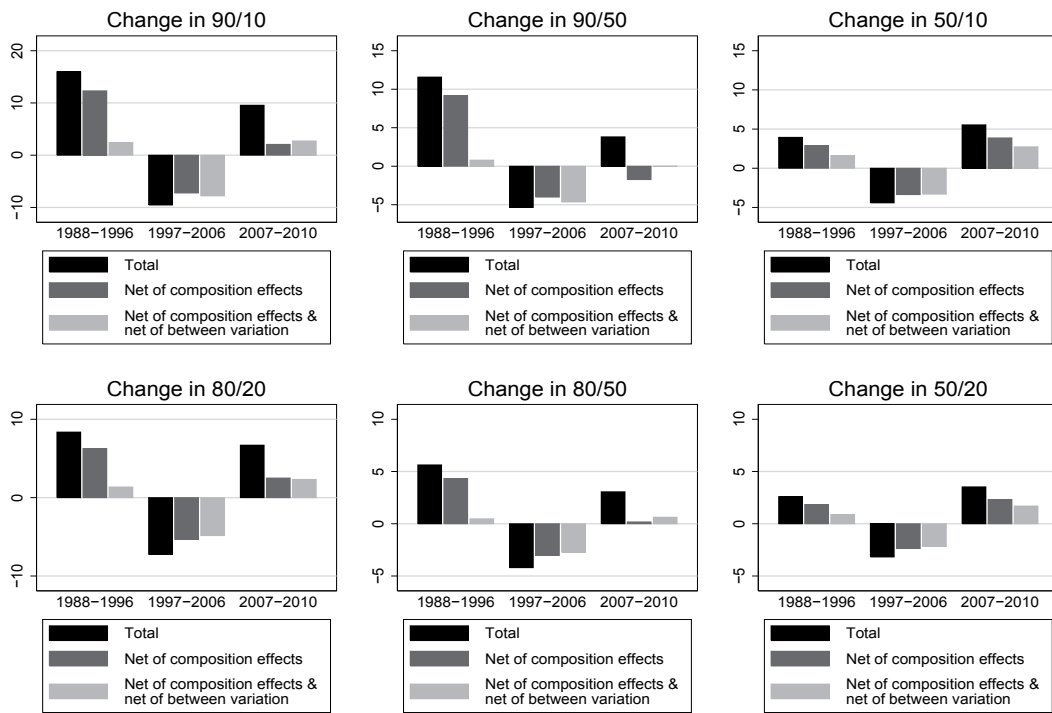 Change in 90/10
20
10
0
−10
1988−1996 1997−2006 2007−2010
Total
Net of composition effects
Net of composition effects &
net of between variation
Change in 90/50
15
10
5
0
−5
1988−1996 1997−2006 2007−2010
Total
Net of composition effects
Net of composition effects &
net of between variation
Change in 50/10
15
10
5
0
−5
1988−1996 1997−2006 2007−2010
Total
Net of composition effects
Net of composition effects &
net of between variation
Change in 80/20
10
0
−10
1988−1996 1997−2006 2007−2010
Total
Net of composition effects
Net of composition effects &
net of between variation
Change in 80/50
10
5
0
−5
1988−1996 1997−2006 2007−2010
Total
Net of composition effects
Net of composition effects &
net of between variation
Change in 50/20
10
5
0
−5
1988−1996 1997−2006 2007−2010
Total
Net of composition effects
Net of composition effects &
net of between variation